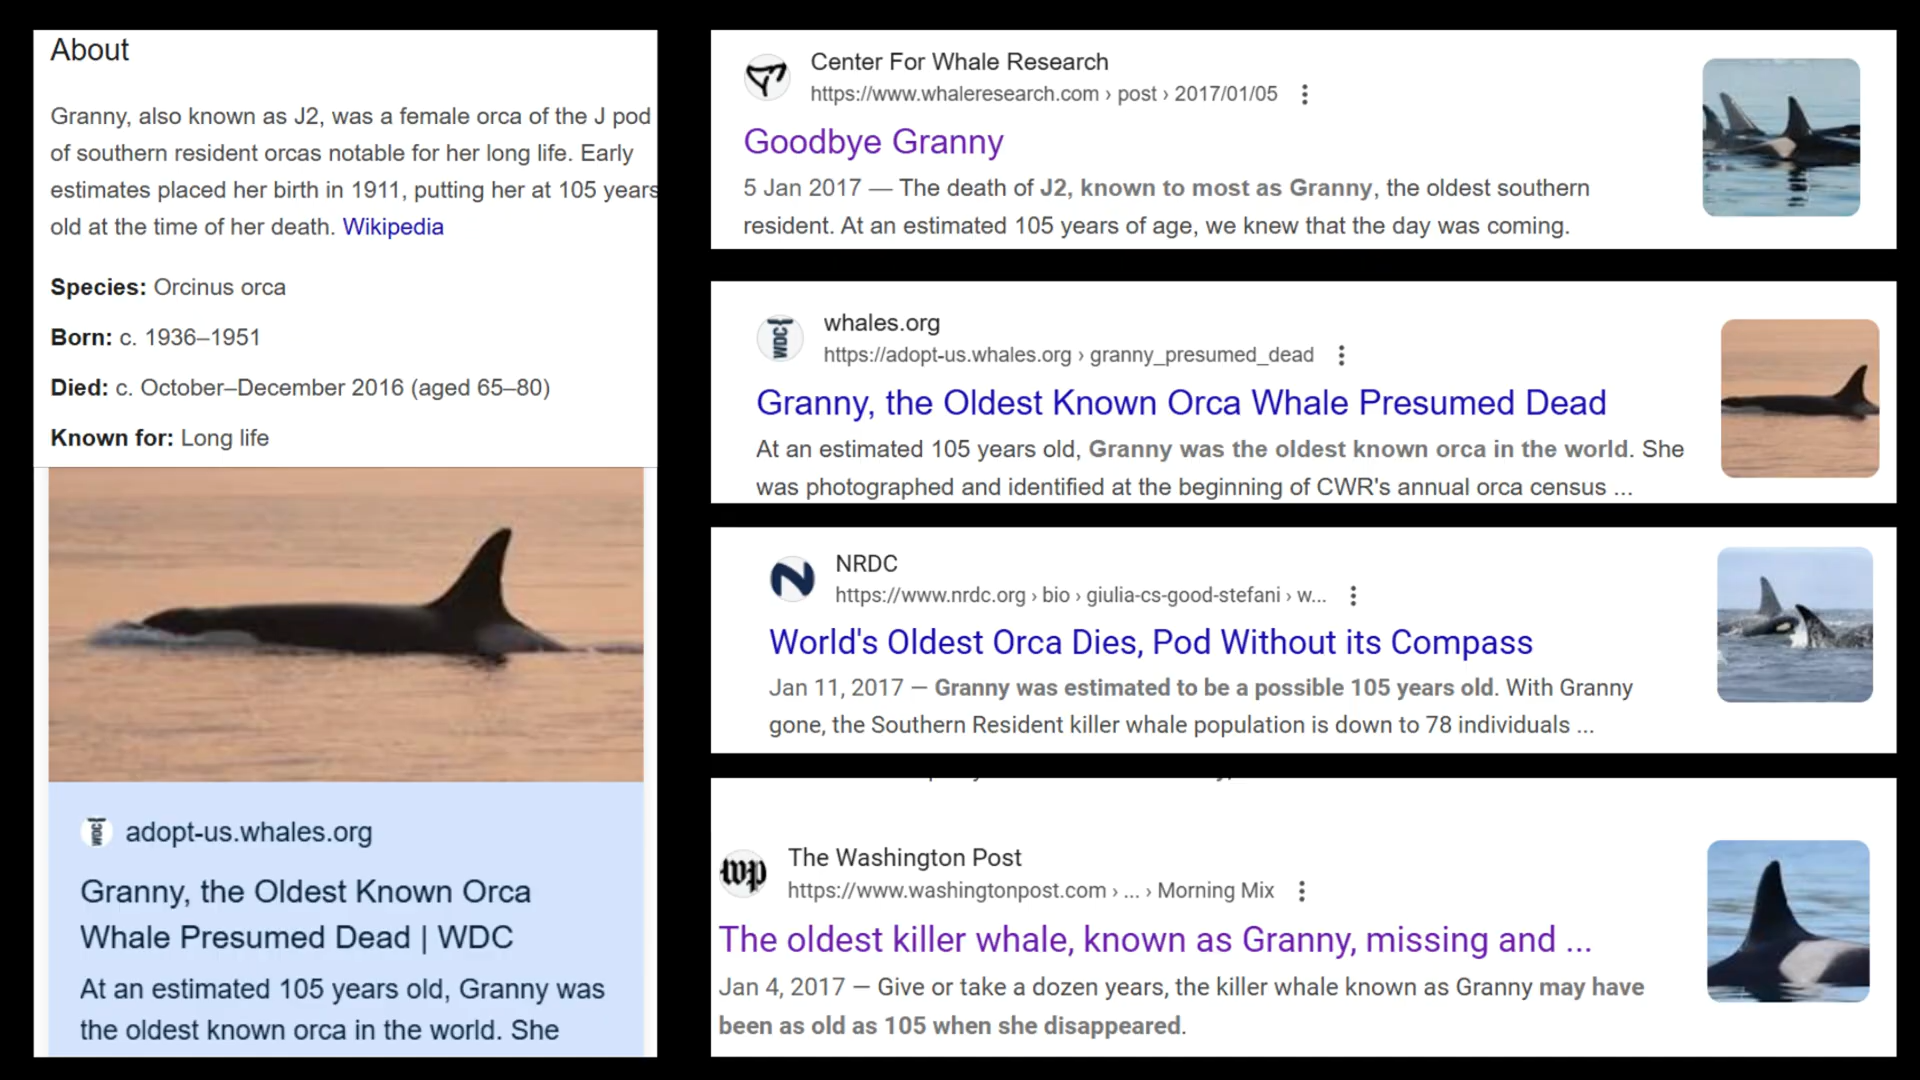 About
Granny, also known as J2, was a female orca of the J pod
of southern resident orcas notable for her long life. Early
estimates placed her birth in 1911, putting her at 105 years
old at the time of her death. Wikipedia
Species: Orcinus orca
Born: c. 1936–1951
Died: c. October–December 2016 (aged 65–80)
Known for: Long life
WDC
adopt-us.whales.org
Granny, the Oldest Known Orca
Whale Presumed Dead | WDC
At an estimated 105 years old, Granny was
the oldest known orca in the world. She
Center For Whale Research
https://www.whaleresearch.com › post › 2017/01/05
Goodbye Granny
5 Jan 2017 — The death of J2, known to most as Granny, the oldest southern
resident. At an estimated 105 years of age, we knew that the day was coming.
WDC
whales.org
https://adopt-us.whales.org › granny_presumed_dead
Granny, the Oldest Known Orca Whale Presumed Dead
At an estimated 105 years old, Granny was the oldest known orca in the world. She
was photographed and identified at the beginning of CWR's annual orca census ...
NRDC
https://www.nrdc.org › bio › giulia-cs-good-stefani › w...
World's Oldest Orca Dies, Pod Without its Compass
Jan 11, 2017 — Granny was estimated to be a possible 105 years old. With Granny
gone, the Southern Resident killer whale population is down to 78 individuals ...
wp
The Washington Post
https://www.washingtonpost.com › ... › Morning Mix
The oldest killer whale, known as Granny, missing and ...
Jan 4, 2017 — Give or take a dozen years, the killer whale known as Granny may have
been as old as 105 when she disappeared.